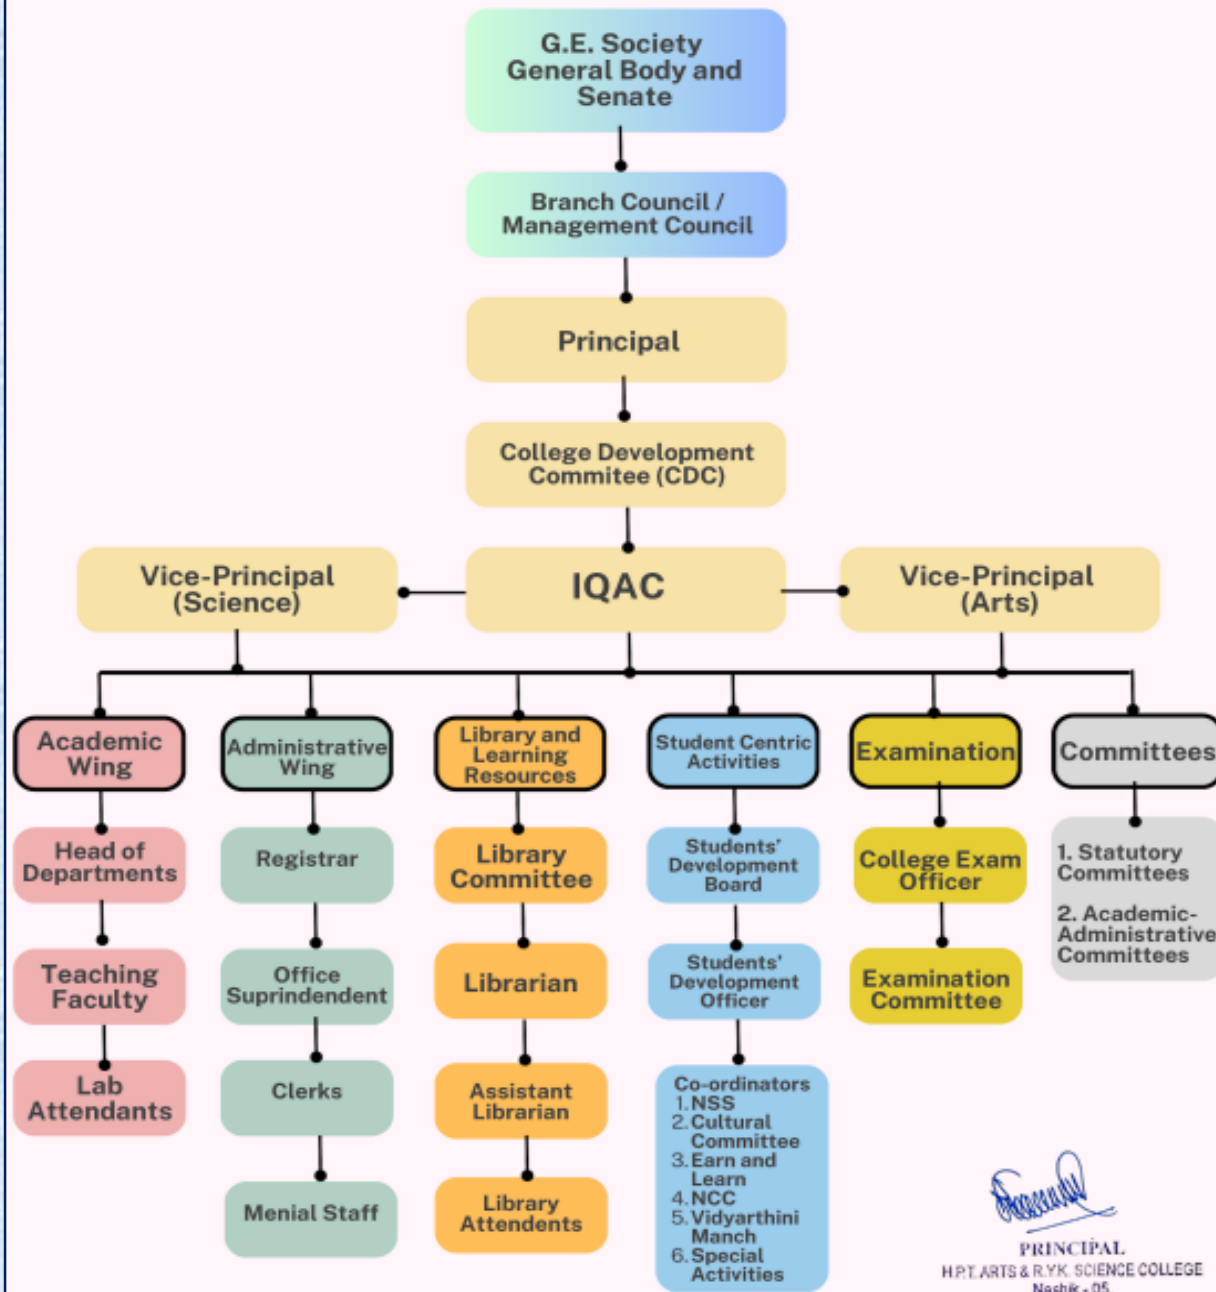 G.E. Society
General Body and
Senate
Branch Council /
Management Council
Principal
College Development
Commitee (CDC)
Vice-Principal
(Science)
IQAC
Vice-Principal
(Arts)
Academic
Wing
Administrative
Wing
Library and
Learning
Resources
Student Centric
Activities
Examination
Committees
Head of
Departments
Registrar
Library
Committee
Students'
Development
Board
College Exam
Officer
1. Statutory
Committees
2. Academic-
Administrative
Committees
Teaching
Faculty
Office
Suprindendent
Librarian
Students'
Development
Officer
Examination
Committee
Lab
Attendants
Clerks
Assistant
Librarian
Co-ordinators
1. NSS
2. Cultural
Committee
3. Earn and
Learn
4. NCC
5. Vidyarthini
Manch
6. Special
Activities
Menial Staff
Library
Attendents
PRINCIPAL
H.P.T. ARTS & R.Y.K. SCIENCE COLLEGE
Nashik - 05.